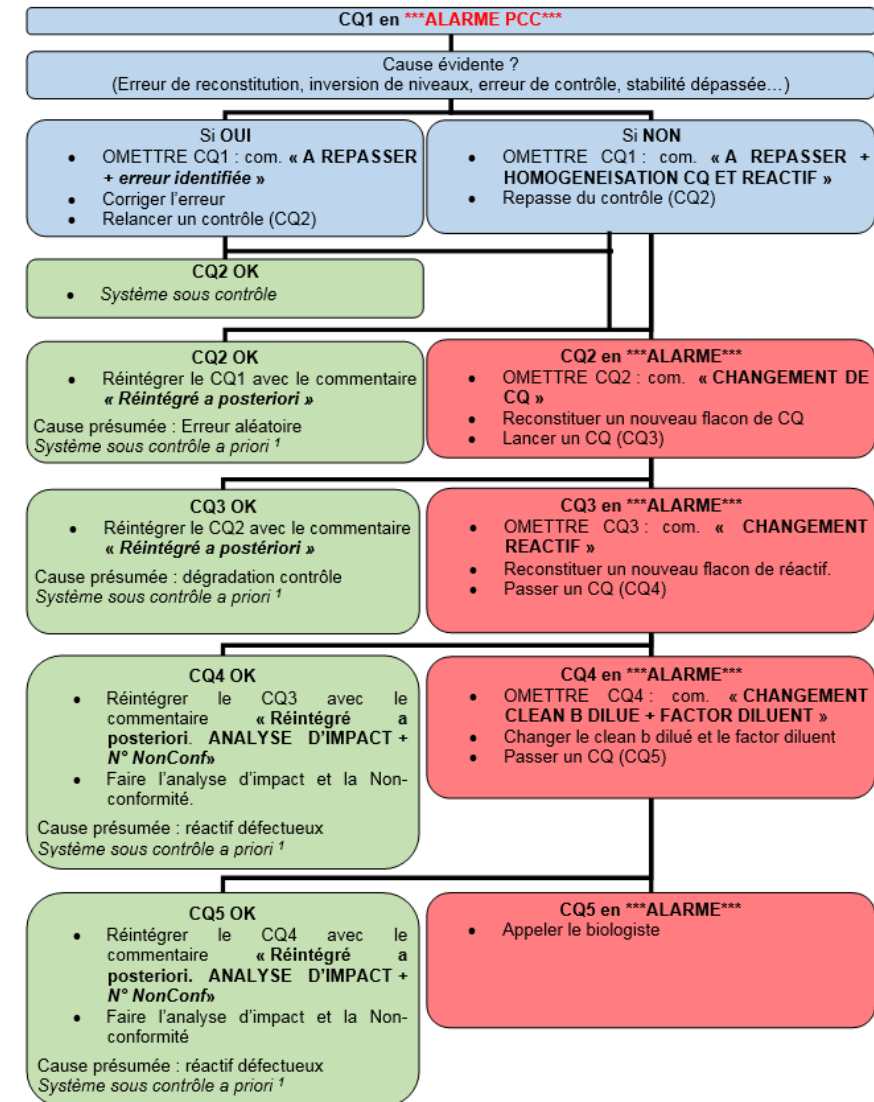 CQ1 en ***ALARME PCC***
Cause évidente ?
(Erreur de reconstitution, inversion de niveaux, erreur de contrôle, stabilité dépassée…)
Si OUI
• OMETTRE CQ1 : com. « A REPASSER
+ erreur identifiée »
• Corriger l'erreur
• Relancer un contrôle (CQ2)
Si NON
• OMETTRE CQ1 : com. « A REPASSER +
HOMOGENEISATION CQ ET REACTIF »
• Repasse du contrôle (CQ2)
CQ2 OK
• Système sous contrôle
CQ2 OK
• Réintégrer le CQ1 avec le commentaire
« Réintégré a posteriori »
Cause présumée : Erreur aléatoire
Système sous contrôle a priori ¹
CQ2 en ***ALARME***
• OMETTRE CQ2 : com. « CHANGEMENT DE
CQ »
• Reconstituer un nouveau flacon de CQ
• Lancer un CQ (CQ3)
CQ3 OK
• Réintégrer le CQ2 avec le commentaire
« Réintégré a postériori »
Cause présumée : dégradation contrôle
Système sous contrôle a priori ¹
CQ3 en ***ALARME***
• OMETTRE CQ3 : com. « CHANGEMENT
REACTIF »
• Reconstituer un nouveau flacon de réactif.
• Passer un CQ (CQ4)
CQ4 OK
• Réintégrer le CQ3 avec le
commentaire « Réintégré a
posteriori. ANALYSE D'IMPACT +
N° NonConf»
• Faire l'analyse d'impact et la Non-
conformité.
Cause présumée : réactif défectueux
Système sous contrôle a priori ¹
CQ4 en ***ALARME***
• OMETTRE CQ4 : com. « CHANGEMENT
CLEAN B DILUE + FACTOR DILUENT »
• Changer le clean b dilué et le factor diluent
• Passer un CQ (CQ5)
CQ5 OK
• Réintégrer le CQ4 avec le
commentaire « Réintégré a
posteriori. ANALYSE D'IMPACT +
N° NonConf»
• Faire l'analyse d'impact et la Non-
conformité
Cause présumée : réactif défectueux
Système sous contrôle a priori ¹
CQ5 en ***ALARME***
• Appeler le biologiste